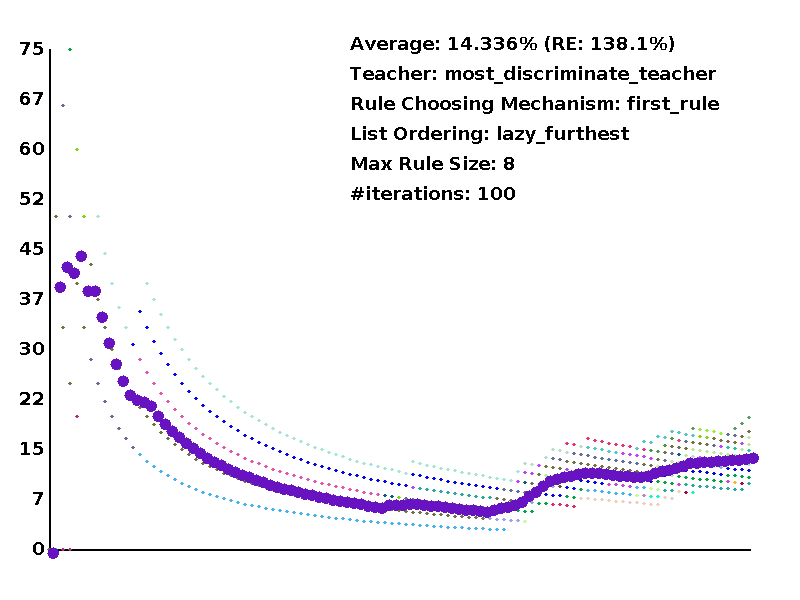 Average: 14.336% (RE: 138.1%)
Teacher: most_discriminate_teacher
Rule Choosing Mechanism: first_rule
List Ordering: lazy_furthest
Max Rule Size: 8
#iterations: 100
75
67
60
52
45
37
30
22
15
7
0